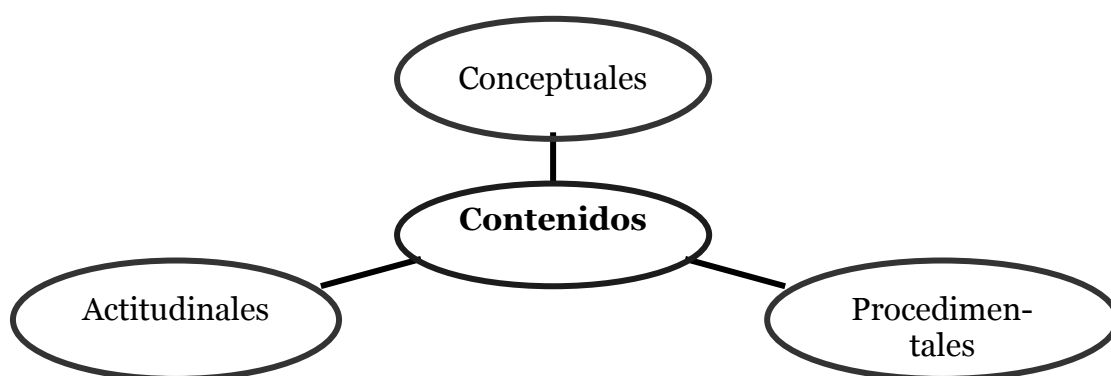 Conceptuales
Contenidos
Actitudinales
Procedimen-
tales